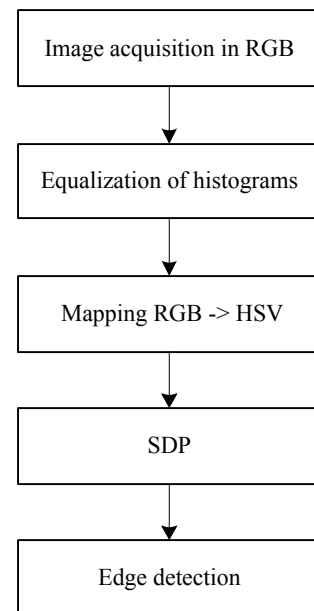 Image acquisition in RGB
Equalization of histograms
Mapping RGB -> HSV
SDP
Edge detection